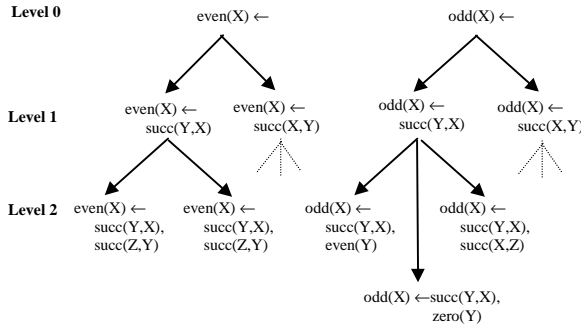 Level 0
even(X) ←
odd(X) ←
Level 1
even(X) ←
succ(Y,X)
even(X) ←
succ(X,Y)
odd(X) ←
succ(Y,X)
odd(X) ←
succ(X,Y)
Level 2
even(X) ←
succ(Y,X),
succ(Z,Y)
even(X) ←
succ(Y,X),
succ(Z,Y)
odd(X) ←
succ(Y,X),
even(Y)
odd(X) ←
succ(Y,X),
succ(X,Z)
odd(X) ←succ(Y,X),
zero(Y)